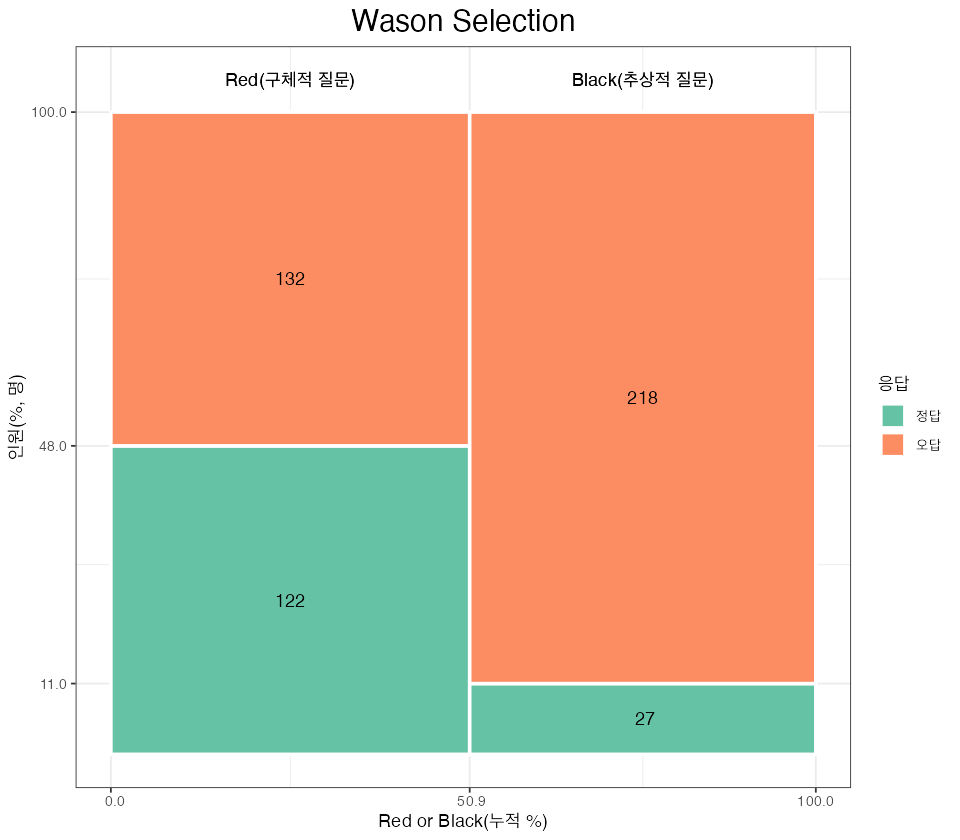 Wason Selection
Red(구체적 질문)
Black(추상적 질문)
100.0
132
218
48.0
122
11.0
27
인원(%, 명)
응답
정답
오답
0.0
50.9
100.0
Red or Black(누적 %)